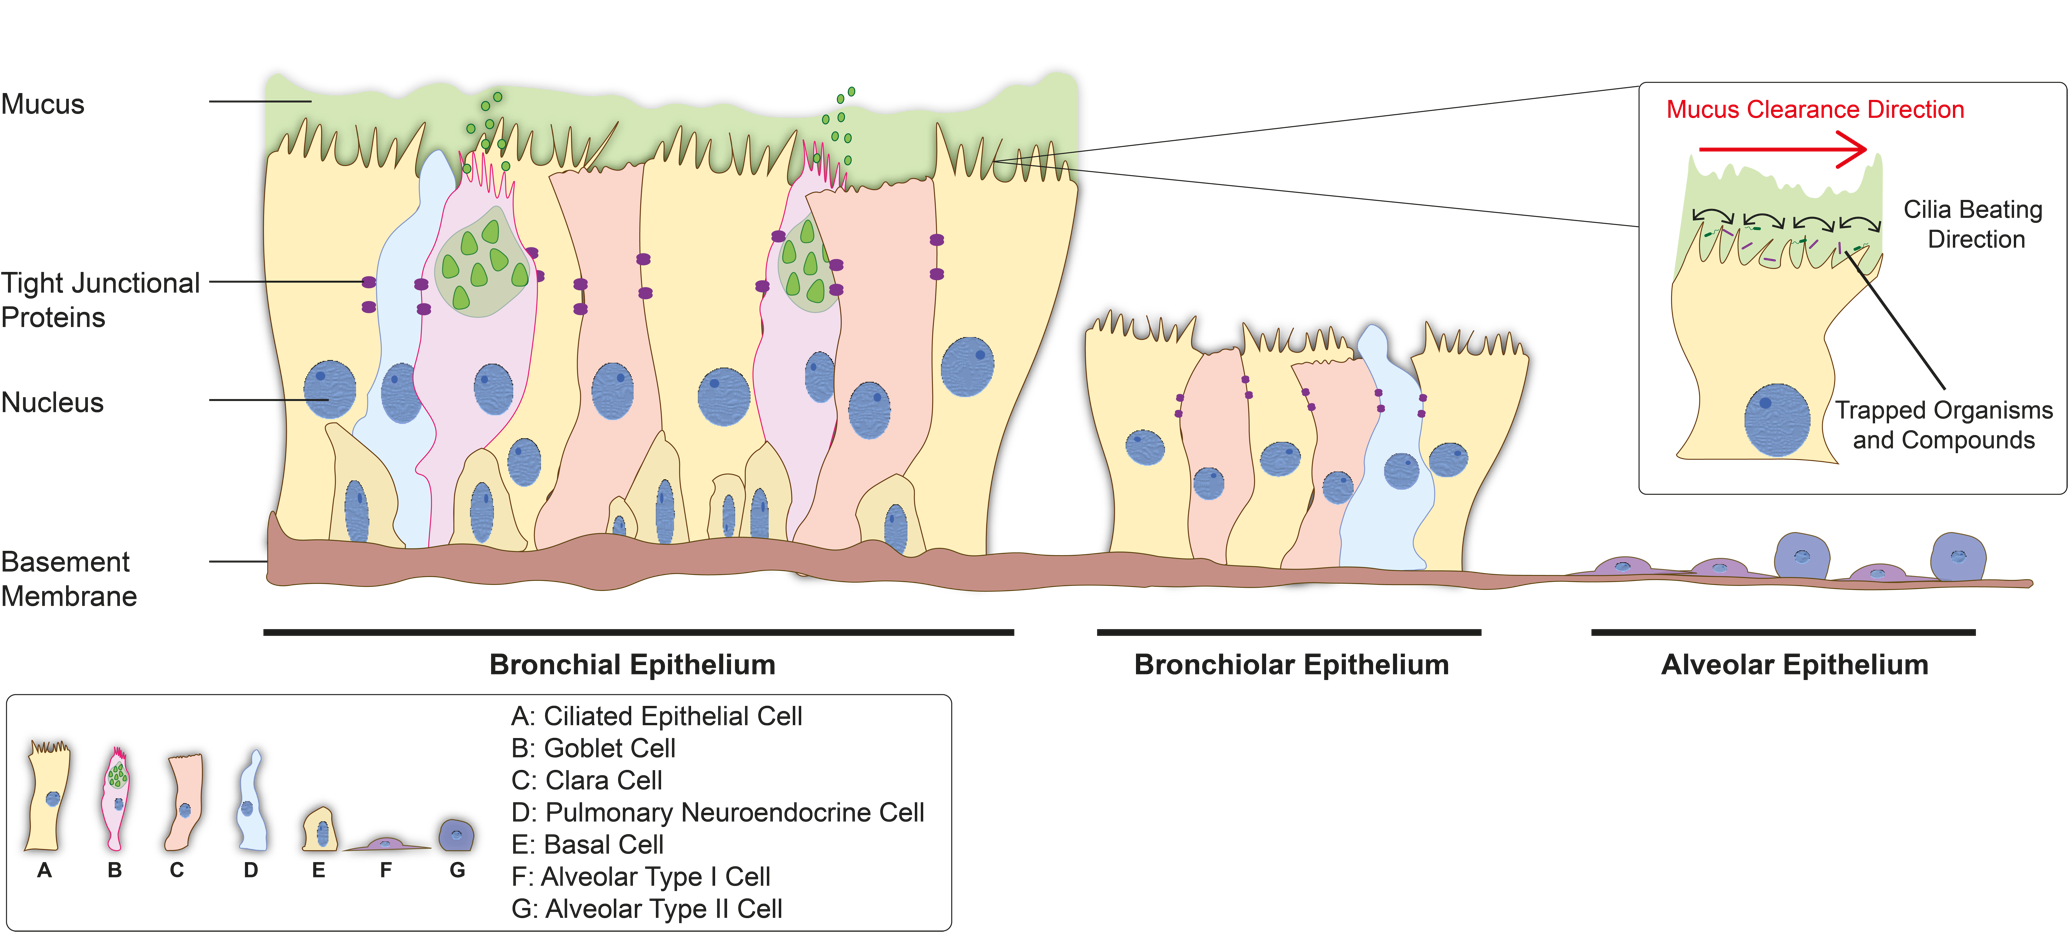 Mucus
Tight Junctional
Proteins
Nucleus
Basement
Membrane
Mucus Clearance Direction
Cilia Beating
Direction
Trapped Organisms
and Compounds
Bronchial Epithelium
Bronchiolar Epithelium
Alveolar Epithelium
A B C D E F G
A: Ciliated Epithelial Cell
B: Goblet Cell
C: Clara Cell
D: Pulmonary Neuroendocrine Cell
E: Basal Cell
F: Alveolar Type I Cell
G: Alveolar Type II Cell